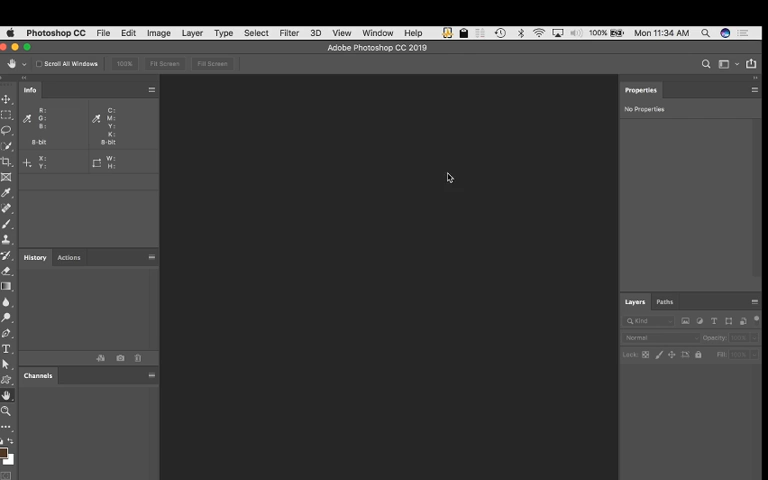 Photoshop CC File Edit Image Layer Type Select Filter 3D View Window Help 100% Mon 11:34 AM
Adobe Photoshop CC 2019
Scroll All Windows 100% Fit Screen Fill Screen
Info
Properties
No Properties
R: C:
G: M:
B: Y:
K:
8-bit 8-bit
X: W:
Y: H:
History Actions
Layers Paths
Kind
Normal Opacity: 100%
Lock: Fill: 100%
Channels